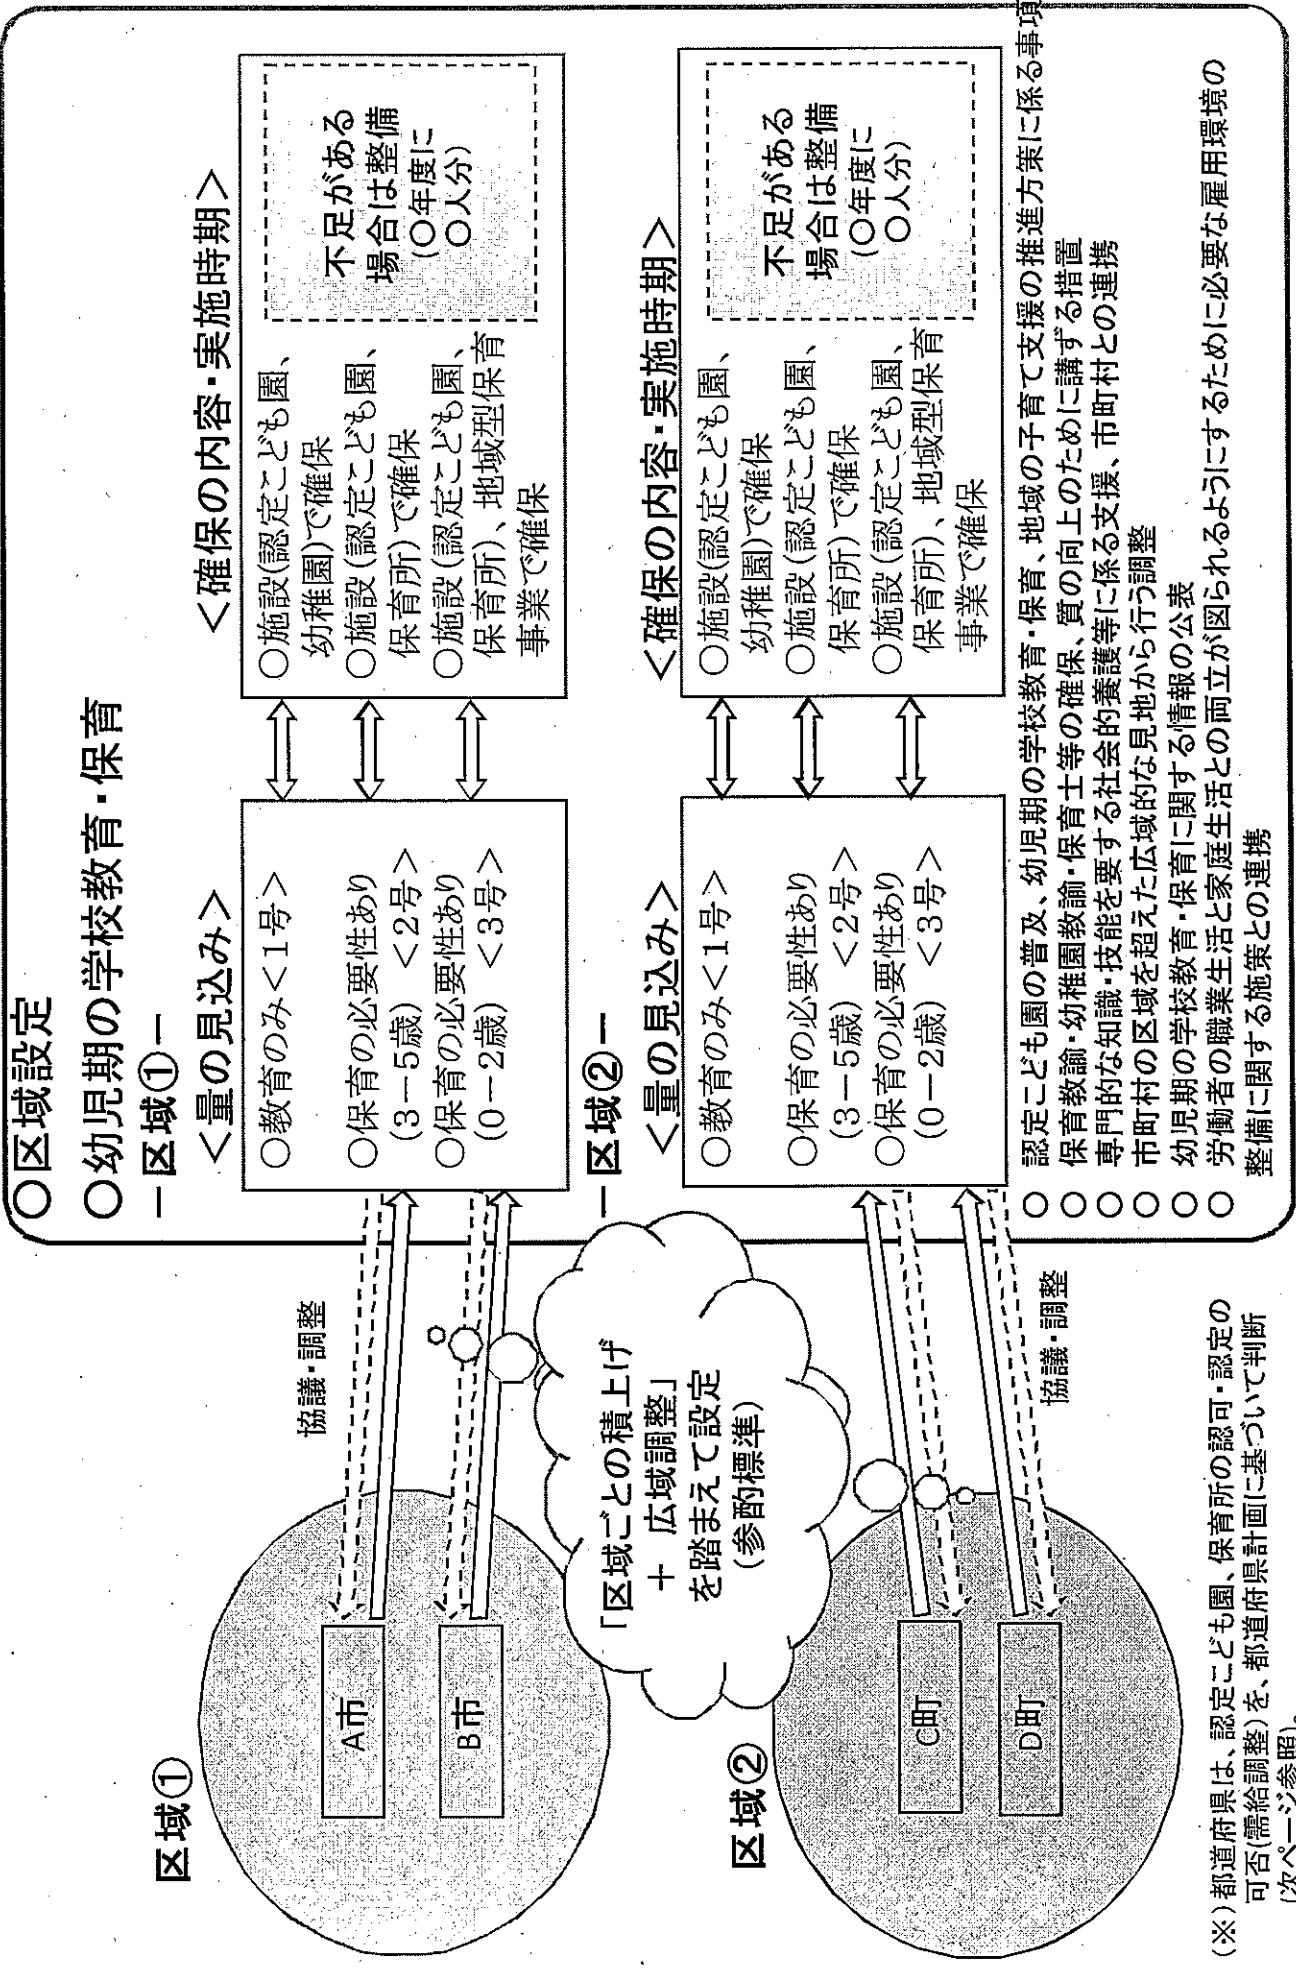 ○区域設定
○幼児期の学校教育・保育
－区域①－
＜量の見込み＞
○教育のみ＜1号＞
○保育の必要性あり
(3－5歳) ＜2号＞
○保育の必要性あり
(0－2歳) ＜3号＞
＜確保の内容・実施時期＞
○施設(認定こども園、
幼稚園)で確保
○施設(認定こども園、
保育所)で確保
○施設(認定こども園、
保育所)、地域型保育
事業で確保
不足がある
場合は整備
(○年度に
○人分)
－区域②－
＜量の見込み＞
○教育のみ＜1号＞
○保育の必要性あり
(3－5歳) ＜2号＞
○保育の必要性あり
(0－2歳) ＜3号＞
＜確保の内容・実施時期＞
○施設(認定こども園、
幼稚園)で確保
○施設(認定こども園、
保育所)で確保
○施設(認定こども園、
保育所)、地域型保育
事業で確保
不足がある
場合は整備
(○年度に
○人分)
○ 認定こども園の普及、幼児期の学校教育・保育、地域の子育て支援の推進方策に係る事項
○ 保育教諭・幼稚園教諭・保育士等の確保、質の向上のために講ずる措置
○ 専門的な知識・技能を要する社会的養護等に係る支援、市町村との連携
○ 市町村の区域を超えた広域的な見地から行う調整
○ 幼児期の学校教育・保育に関する情報の公表
○ 労働者の職業生活と家庭生活との両立が図られるようにするために必要な雇用環境の
整備に関する施策との連携
区域①
A市
B市
協議・調整
「区域ごとの積上げ
＋ 広域調整」
を踏まえて設定
(参酌標準)
区域②
C町
D町
協議・調整
(※)都道府県は、認定こども園、保育所の認可・認定の
可否(需給調整)を、都道府県計画に基づいて判断
(次ページ参照)。